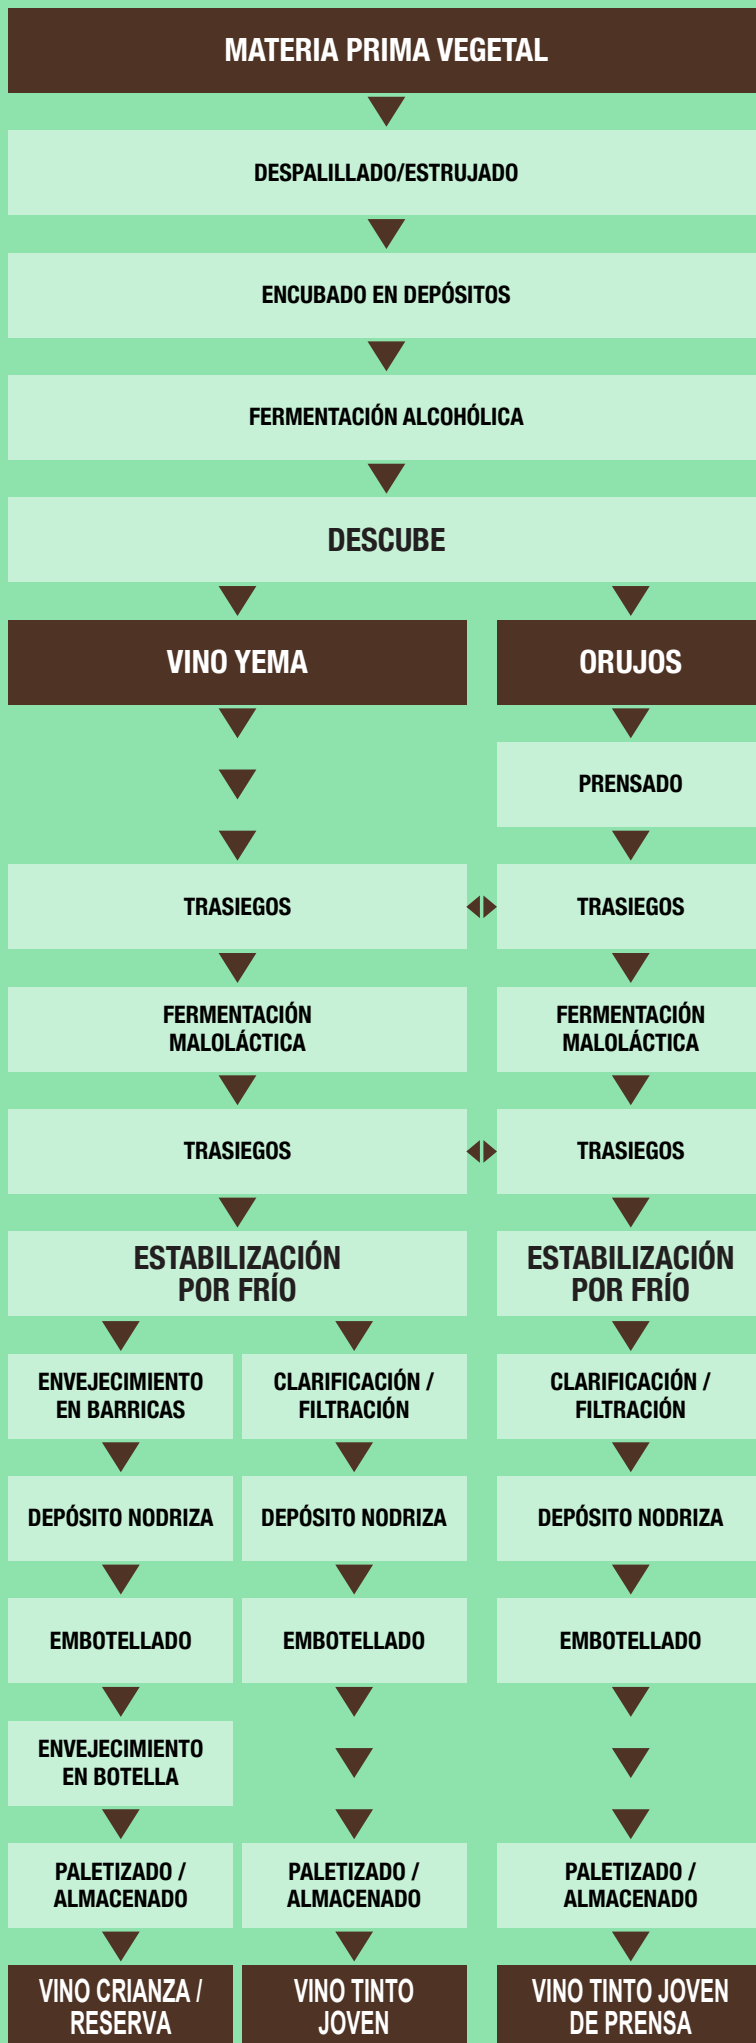 MATERIA PRIMA VEGETAL
DESPALILLADO/ESTRUJADO
ENCUBADO EN DEPÓSITOS
FERMENTACIÓN ALCOHÓLICA
DESCUBE
VINO YEMA
ORUJOS
PRENSADO
TRASIEGOS
TRASIEGOS
FERMENTACIÓN
MALOLÁCTICA
FERMENTACIÓN
MALOLÁCTICA
TRASIEGOS
TRASIEGOS
ESTABILIZACIÓN
POR FRÍO
ESTABILIZACIÓN
POR FRÍO
ENVEJECIMIENTO
EN BARRICAS
CLARIFICACIÓN /
FILTRACIÓN
CLARIFICACIÓN /
FILTRACIÓN
DEPÓSITO NODRIZA
DEPÓSITO NODRIZA
DEPÓSITO NODRIZA
EMBOTELLADO
EMBOTELLADO
EMBOTELLADO
ENVEJECIMIENTO
EN BOTELLA
PALETIZADO /
ALMACENADO
PALETIZADO /
ALMACENADO
PALETIZADO /
ALMACENADO
VINO CRIANZA /
RESERVA
VINO TINTO
JOVEN
VINO TINTO JOVEN
DE PRENSA